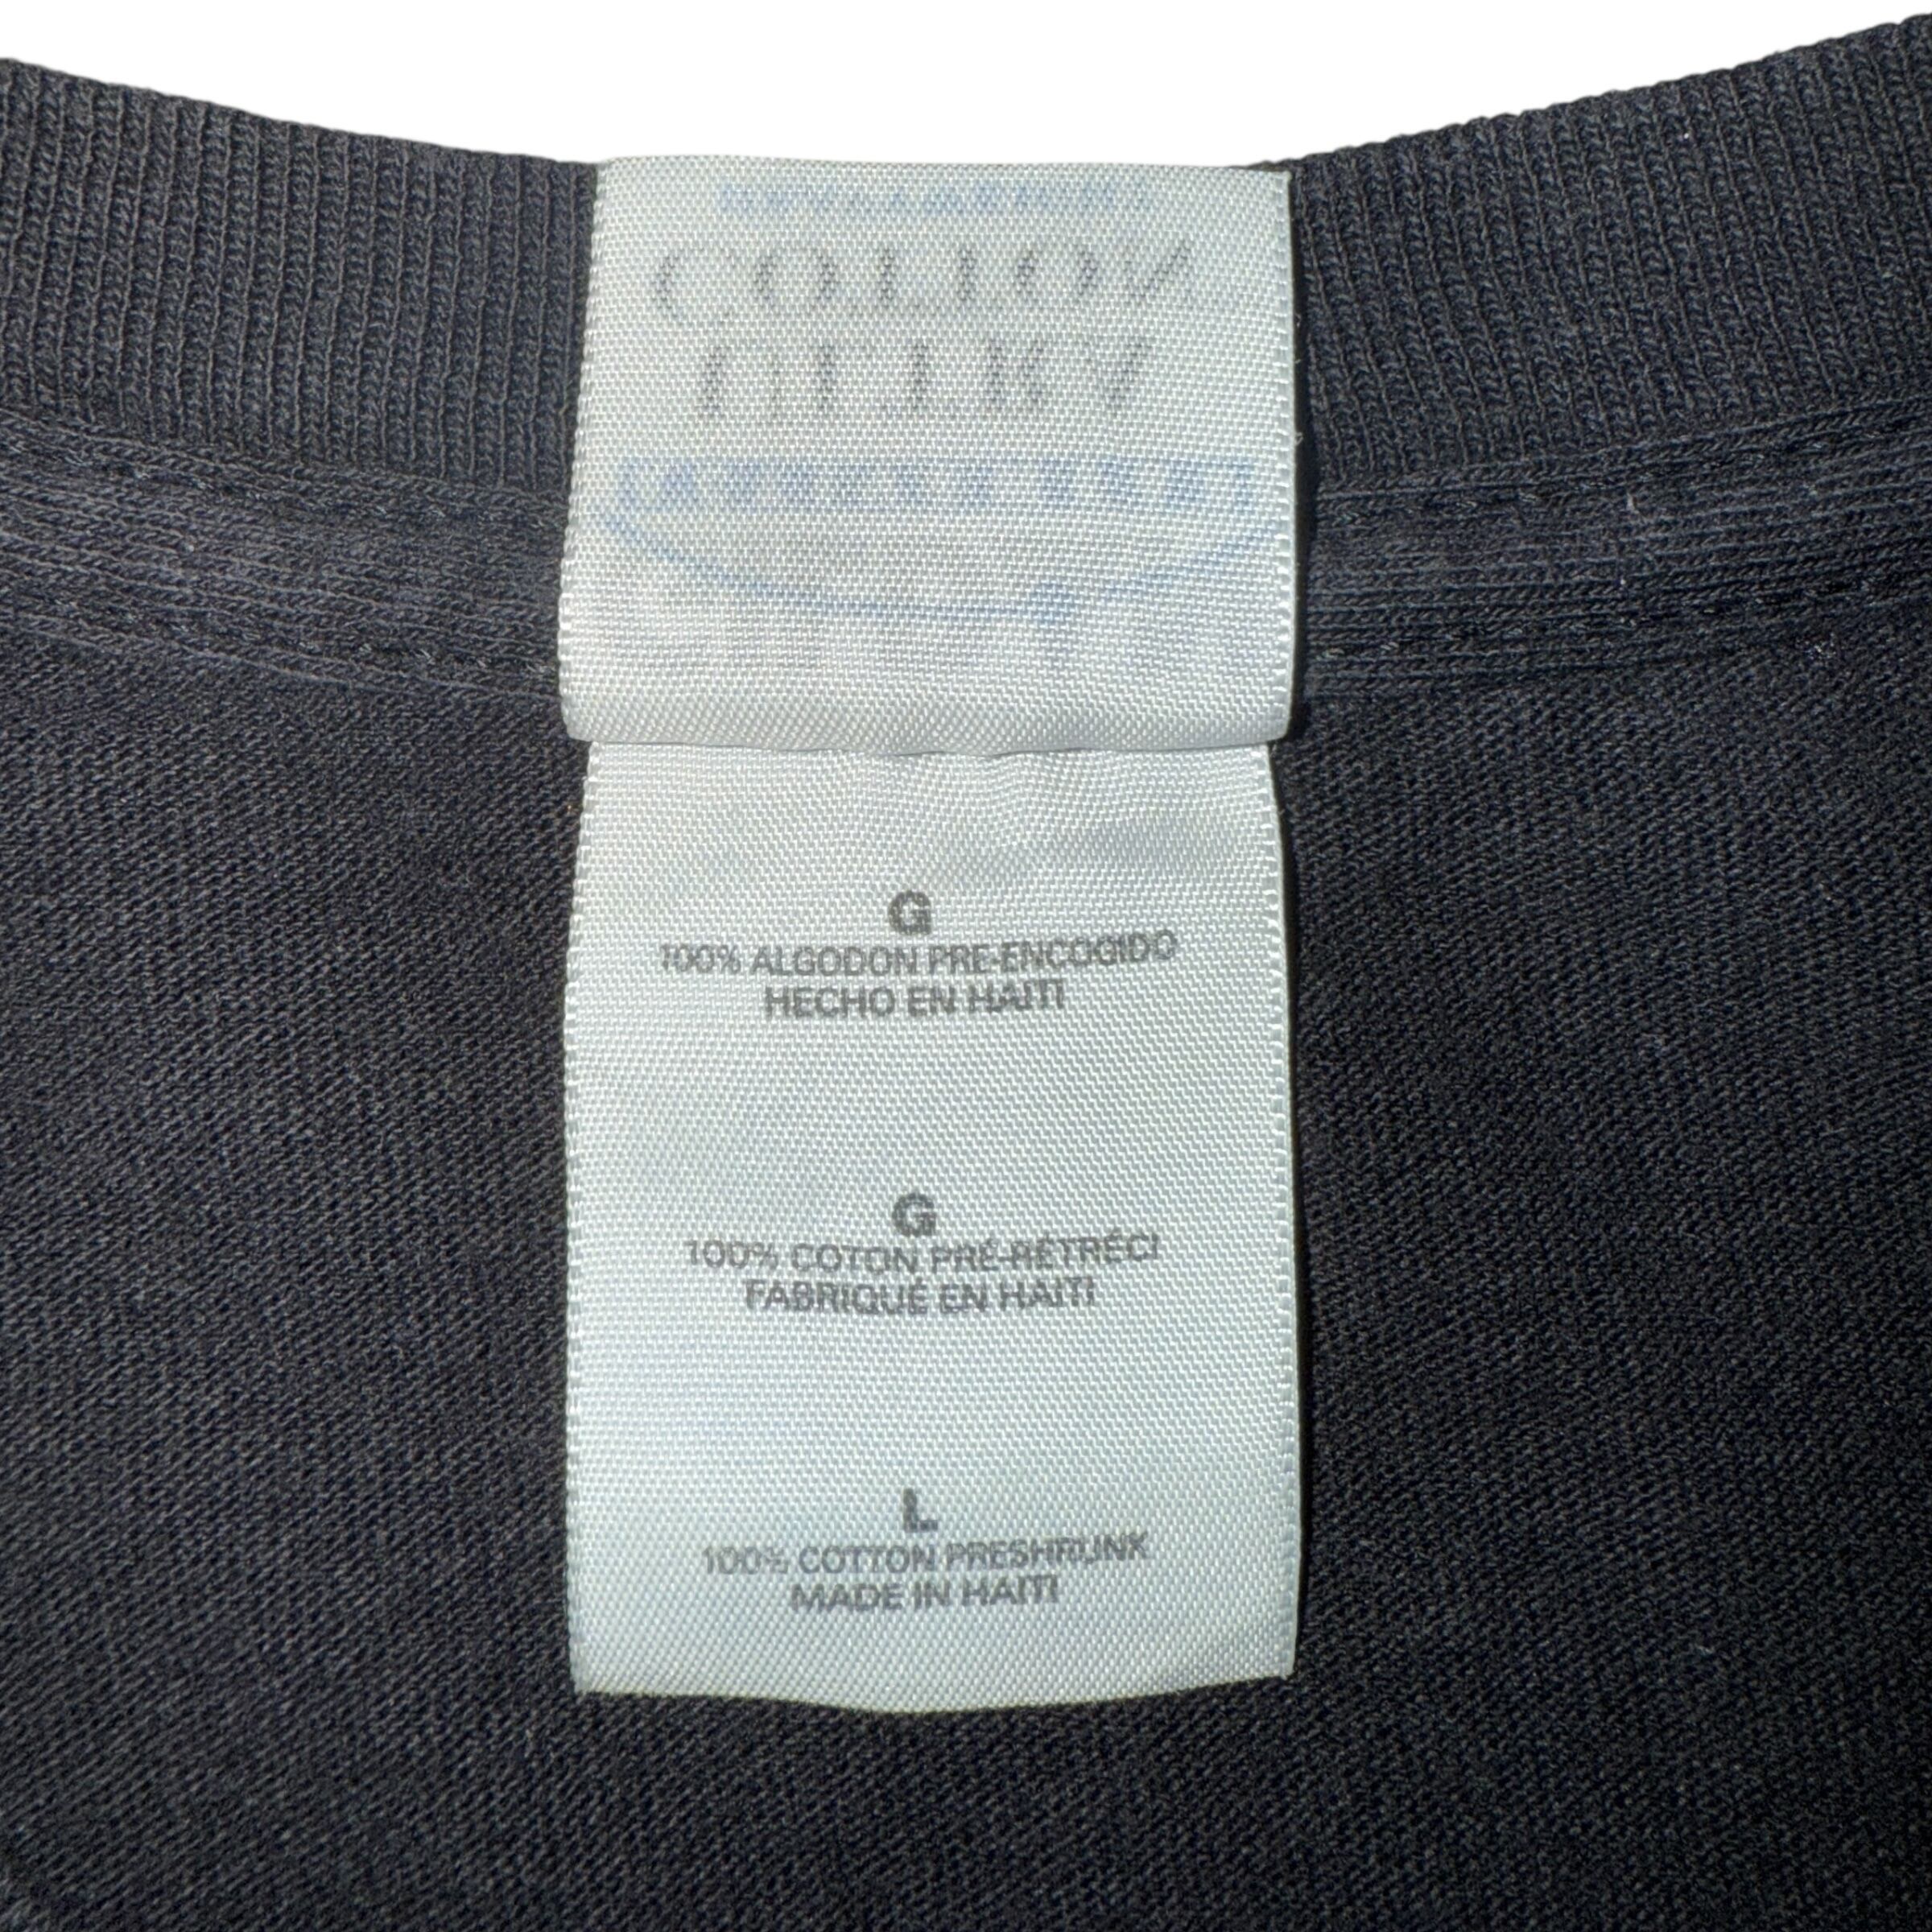 G
100% ALGODON PRE-ENCOGIDO
HECHO EN HAITI
G
100% COTON PRÉ-RÉTRÉCI
FABRIQUÉ EN HAITI
L
100% COTTON PRESHRUNK
MADE IN HAITI